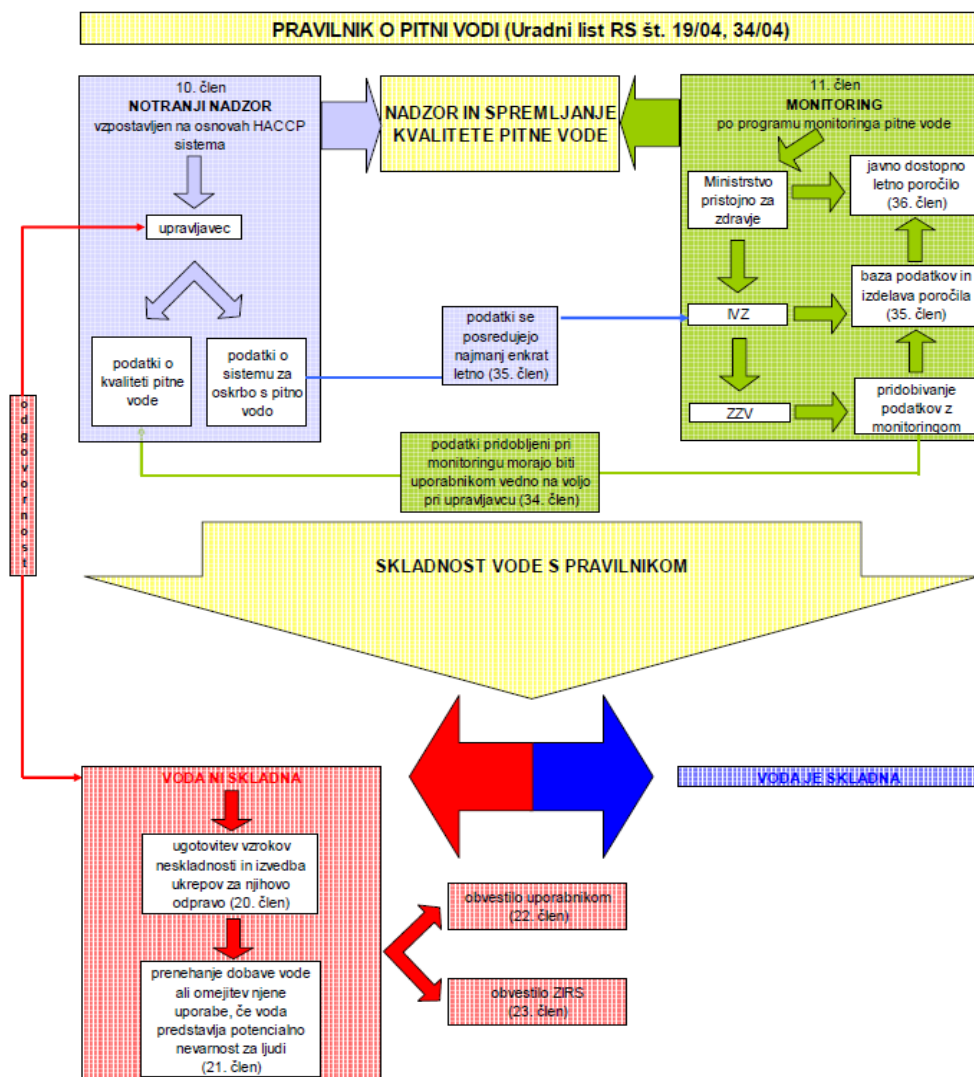 PRAVILNIK O PITNI VODI (Uradni list RS št. 19/04, 34/04)
10. člen
NOTRANJI NADZOR
vzpostavljen na osnovah HACCP
sistema
upravljavec
podatki o
kvaliteti pitne
vode
podatki o
sistemu za
oskrbo s pitno
vodo
NADZOR IN SPREMLJANJE
KVALITETE PITNE VODE
11. člen
MONITORING
po programu monitoringa pitne vode
Ministrstvo
pristojno za
zdravje
javno dostopno
letno poročilo
(36. člen)
IVZ
baza podatkov in
izdelava poročila
(35. člen)
ZZV
pridobivanje
podatkov z
monitoringom
podatki se
posredujejo
najmanj enkrat
letno (35. člen)
podatki pridobljeni pri
monitoringu morajo biti
uporabnikom vedno na voljo
pri upravljavcu (34. člen)
odgovornost
SKLADNOST VODE S PRAVILNIKOM
VODA NI SKLADNA
VODA JE SKLADNA
ugotovitev vzrokov
neskladnosti in izvedba
ukrepov za njihovo
odpravo (20. člen)
prenehanje dobave vode
ali omejitev njene
uporabe, če voda
predstavlja potencialno
nevarnost za ljudi
(21. člen)
obvestilo uporabnikom
(22. člen)
obvestilo ZIRS
(23. člen)